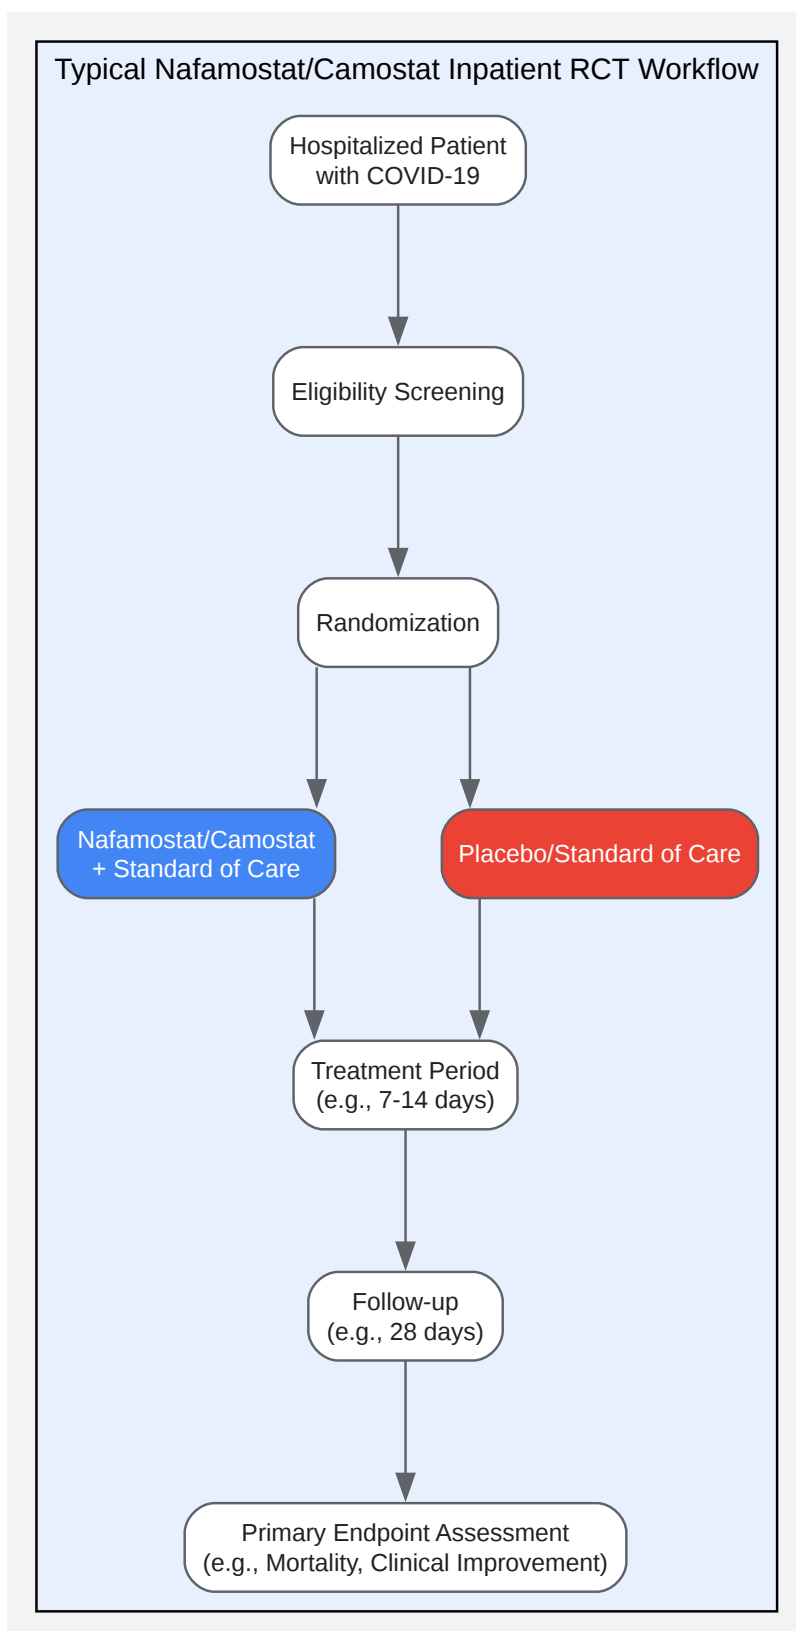 Typical Nafamostat/Camostat Inpatient RCT Workflow
Hospitalized Patient
with COVID-19
Eligibility Screening
Randomization
Nafamostat/Camostat
+ Standard of Care
Placebo/Standard of Care
Treatment Period
(e.g., 7-14 days)
Follow-up
(e.g., 28 days)
Primary Endpoint Assessment
(e.g., Mortality, Clinical Improvement)